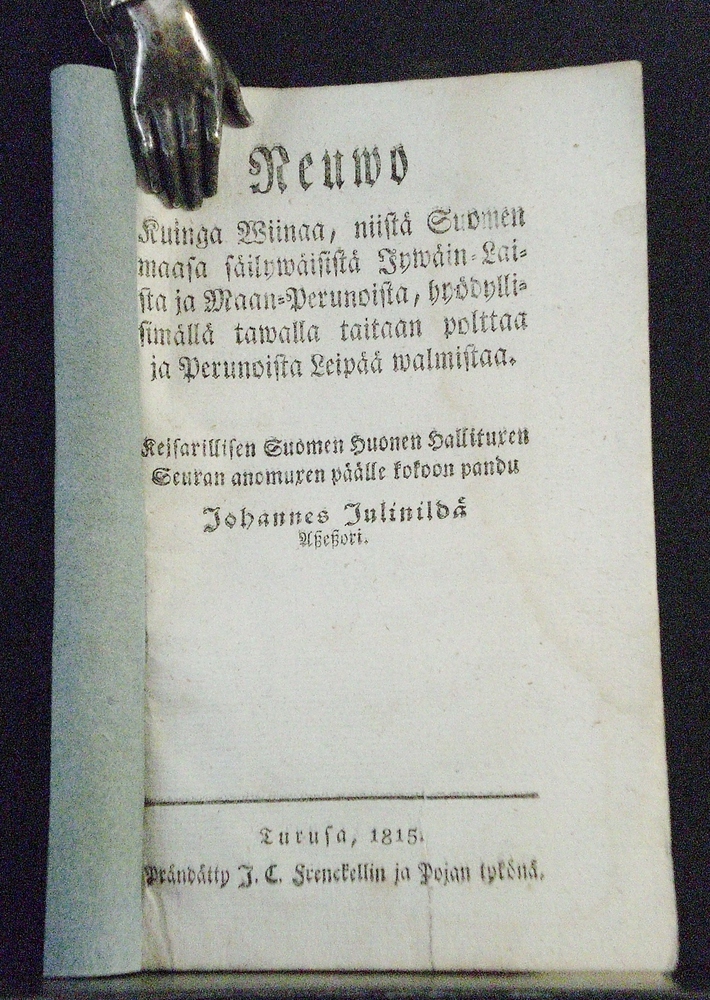 Neuwo
Kuinga Wiinaa, niistä Suomen
maasa säilywäisistä Jywäin-Lai-
sta ja Maan-Perunoista, hyödylli-
simällä tawalla taitaan polttaa
ja Perunoista Leipää walmistaa.
Keisarillisen Suomen Huonen Hallituxen
Seuran anomuxen päälle kokoon pandu
Johannes Julinildä
Aßeßori.
Turusa, 1815.
Prändätty J. C. Frenckellin ja Pojan tykönä.